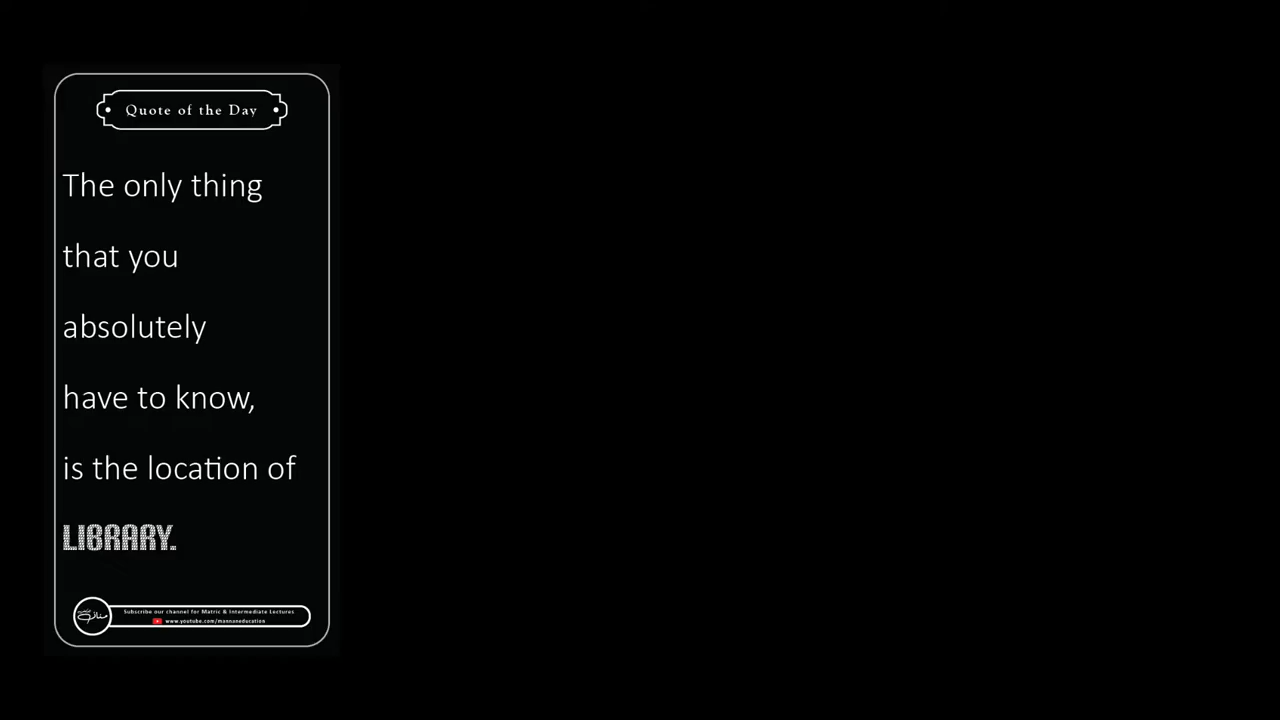 Quote of the Day
The only thing
that you
absolutely
have to know,
is the location of
LIBRARY.
Subscribe our channel for Matric & Intermediate Lectures
www.youtube.com/mannaneducation